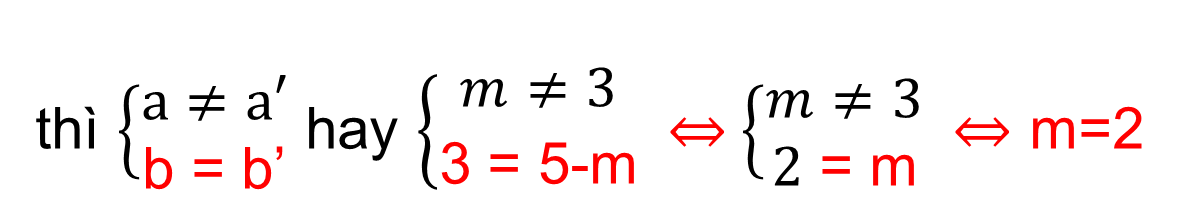 thì {a ≠ a′ hay { m ≠ 3 ⇔ {m ≠ 3 ⇔ m=2
b = b’ 3 = 5-m 2 = m